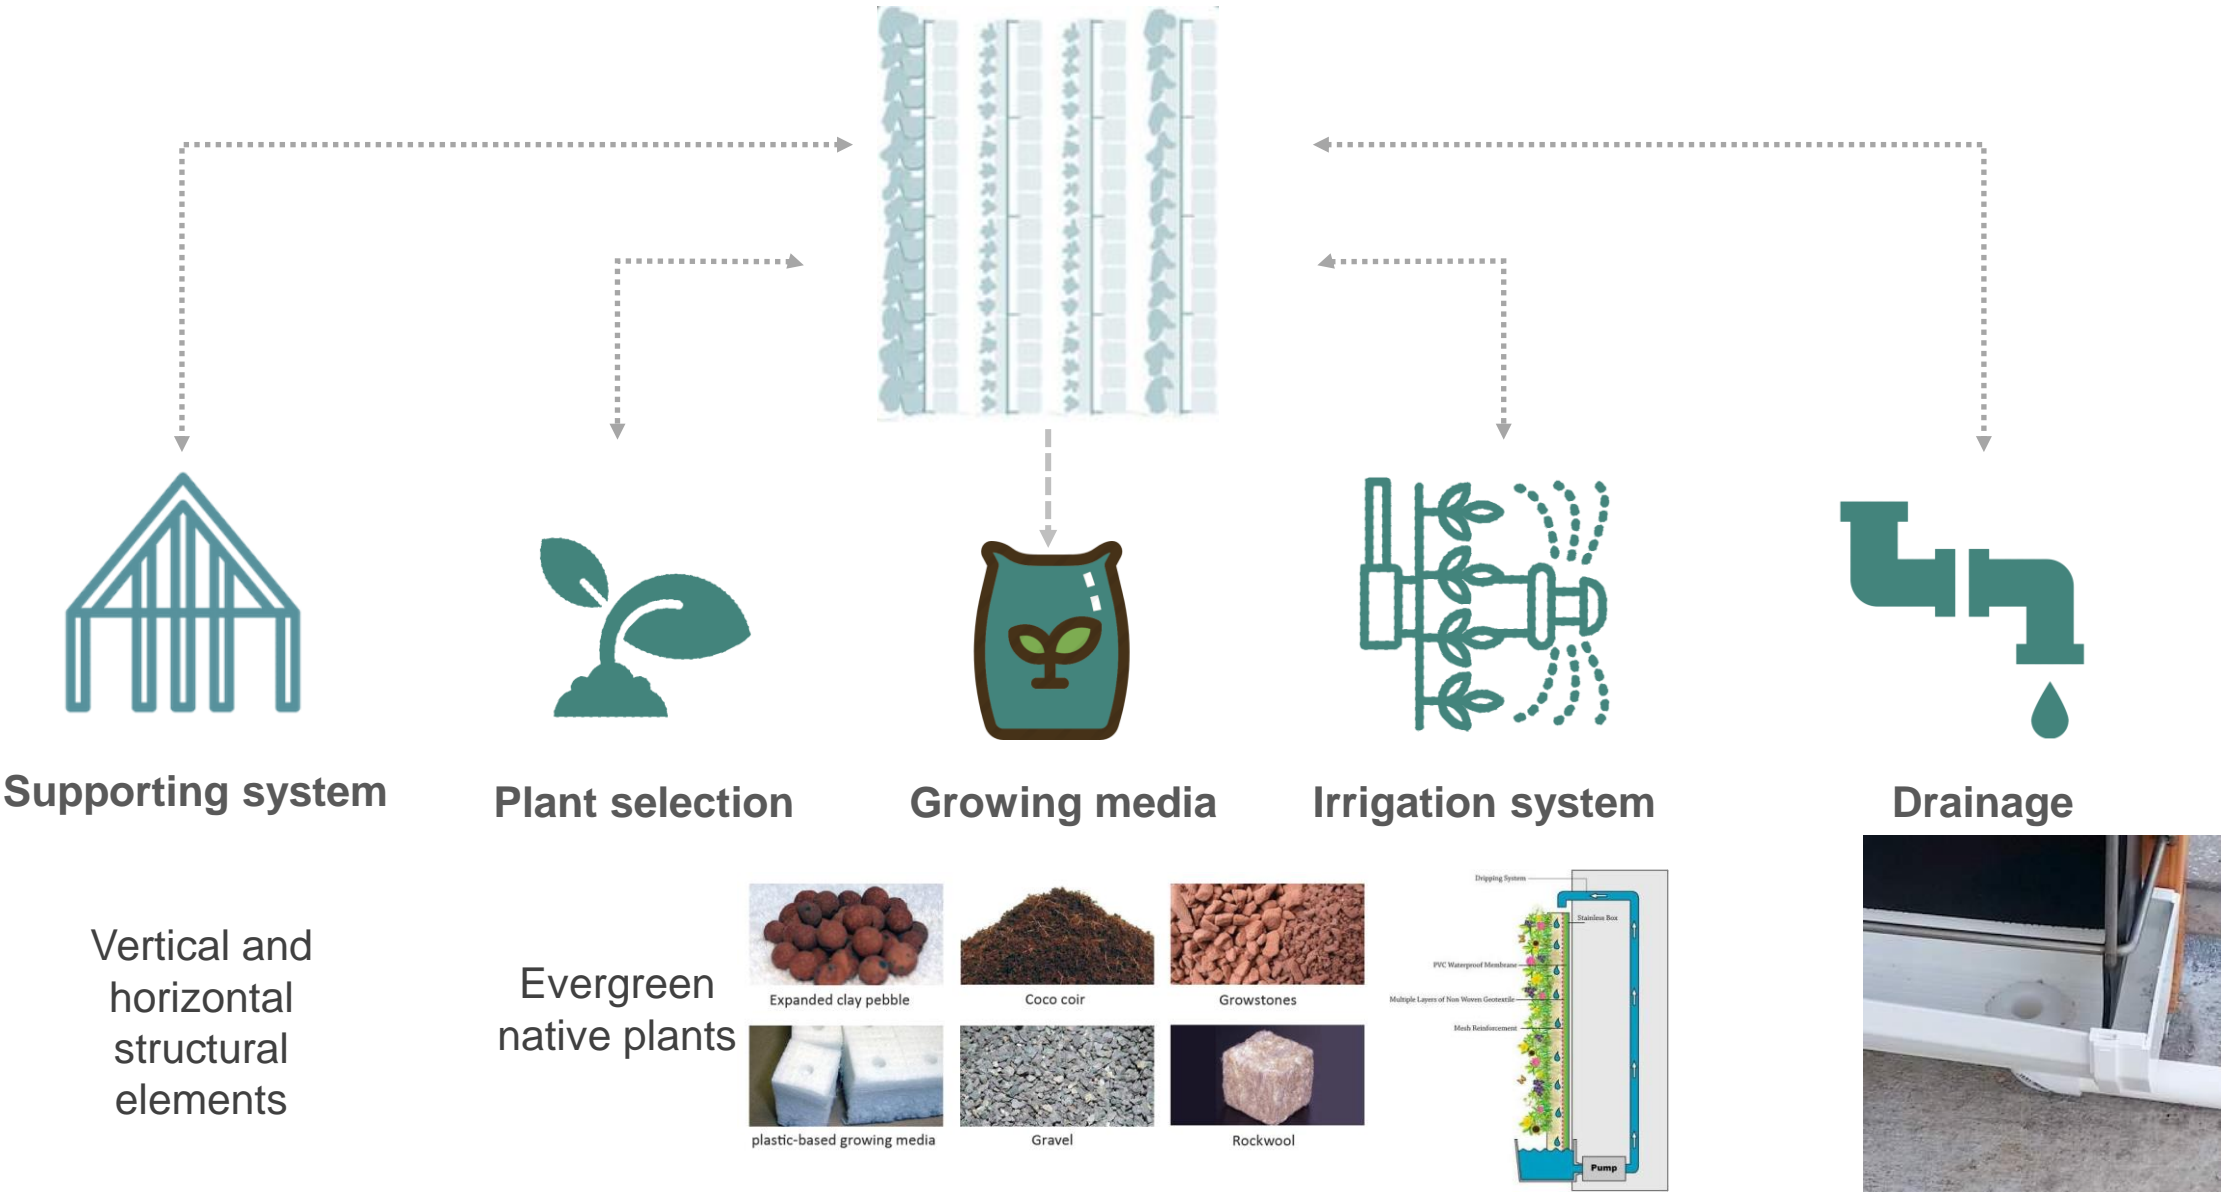 Supporting system
Plant selection
Growing media
Irrigation system
Drainage
Vertical and
horizontal
structural
elements
Evergreen
native plants
Expanded clay pebble
Coco coir
Growstones
plastic-based growing media
Gravel
Rockwool
Dripping System
Stainless Box
PVC Waterproof Membrane
Multiple Layers of Non Woven Geotextile
Mesh Reinforcement
Pump